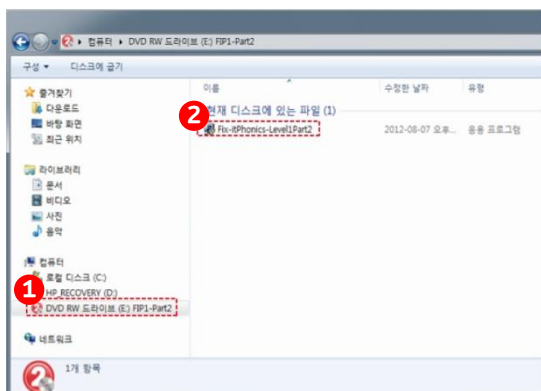 컴퓨터 ▸ DVD RW 드라이브 (E:) FIP1-Part2
구성 ▾ 디스크에 굽기
이름 수정한 날짜 유형
현재 디스크에 있는 파일 (1)
2 Fix-itPhonics-Level1Part2 2012-08-07 오후... 응용 프로그램
즐겨찾기
다운로드
바탕 화면
최근 위치
라이브러리
문서
비디오
사진
음악
컴퓨터
로컬 디스크 (C:)
1 HP_RECOVERY (D:)
DVD RW 드라이브 (E:) FIP1-Part2
네트워크
2 1개 항목